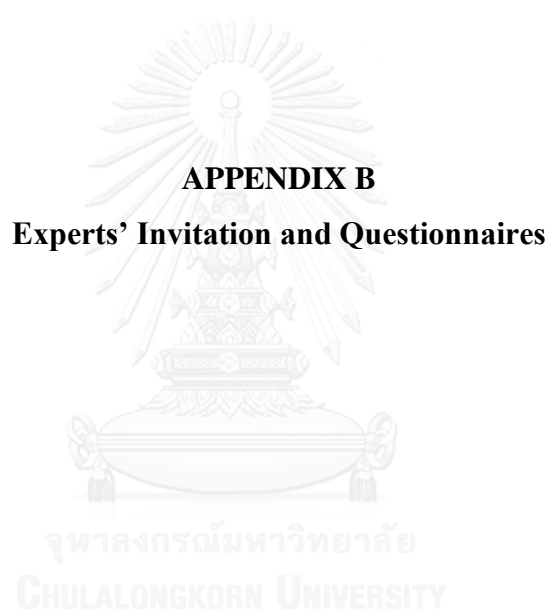 APPENDIX B
Experts’ Invitation and Questionnaires
จุฬาลงกรณ์มหาวิทยาลัย
CHULALONGKORN UNIVERSITY